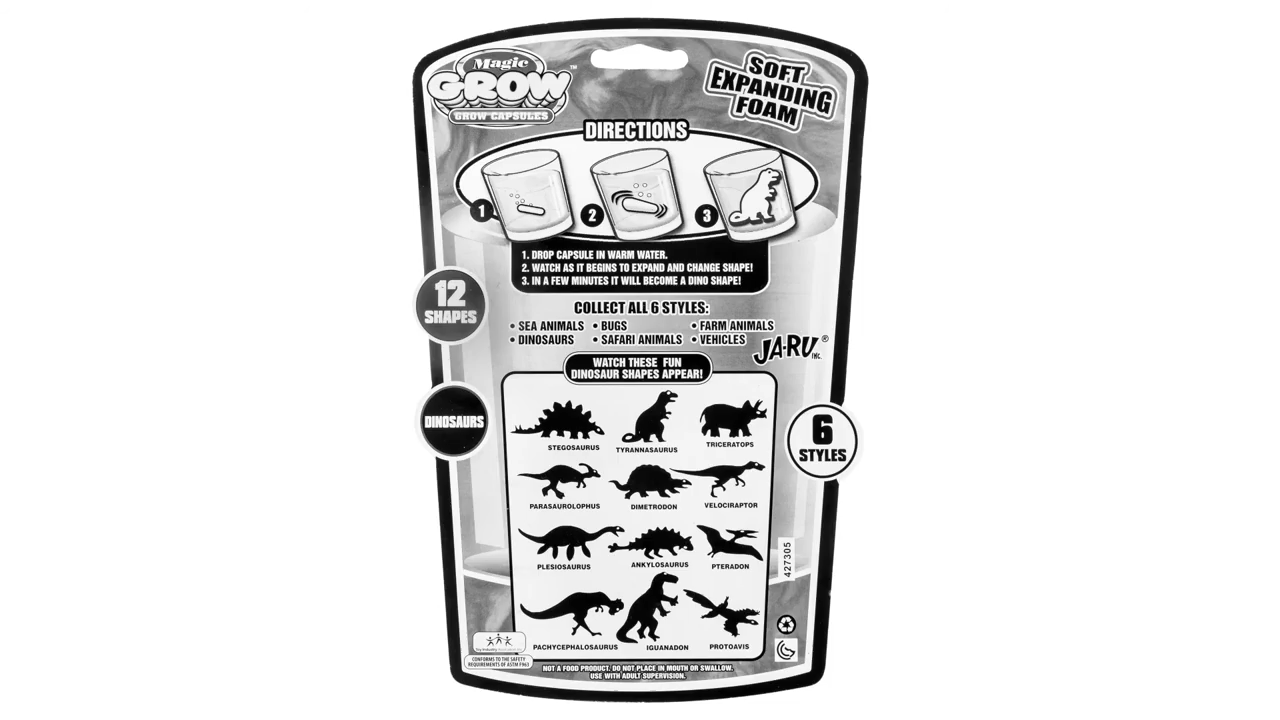 Magic
GROW™
GROW CAPSULES
SOFT
EXPANDING
FOAM
DIRECTIONS
1
2
3
1. DROP CAPSULE IN WARM WATER.
2. WATCH AS IT BEGINS TO EXPAND AND CHANGE SHAPE!
3. IN A FEW MINUTES IT WILL BECOME A DINO SHAPE!
12
SHAPES
COLLECT ALL 6 STYLES:
• SEA ANIMALS • BUGS • FARM ANIMALS
• DINOSAURS • SAFARI ANIMALS • VEHICLES
JA-RU® INC.
WATCH THESE FUN
DINOSAUR SHAPES APPEAR!
DINOSAURS
6
STYLES
STEGOSAURUS TYRANNASAURUS TRICERATOPS
PARASAUROLOPHUS DIMETRODON VELOCIRAPTOR
PLESIOSAURUS ANKYLOSAURUS PTERADON
427305
PACHYCEPHALOSAURUS IGUANADON PROTOAVIS
Toy Industry
CONFORMS TO THE SAFETY
REQUIREMENTS OF ASTM F963
NOT A FOOD PRODUCT. DO NOT PLACE IN MOUTH OR SWALLOW.
USE WITH ADULT SUPERVISION.